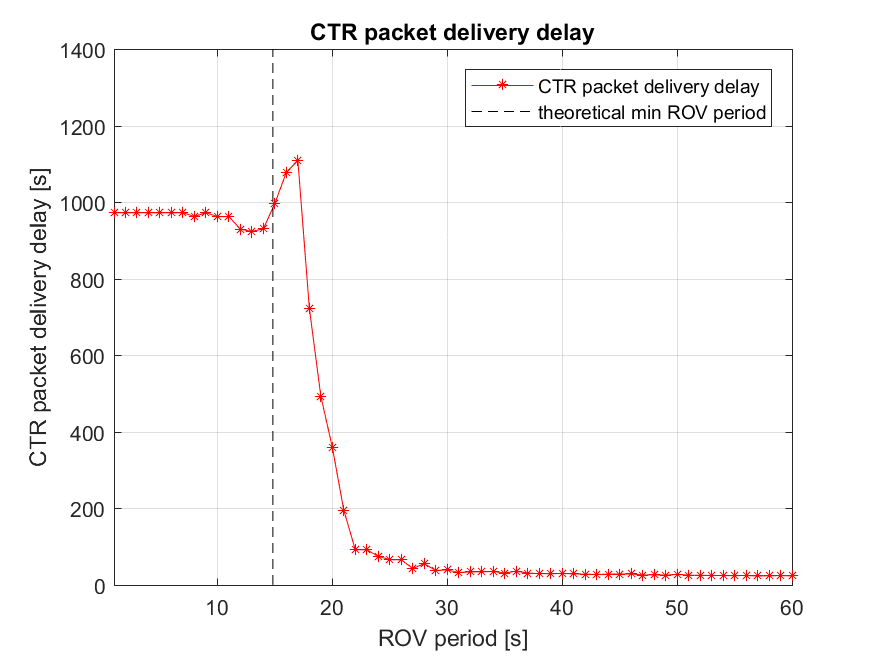 CTR packet delivery delay
1400
1200
1000
800
600
400
200
0
CTR packet delivery delay [s]
CTR packet delivery delay
theoretical min ROV period
10 20 30 40 50 60
ROV period [s]